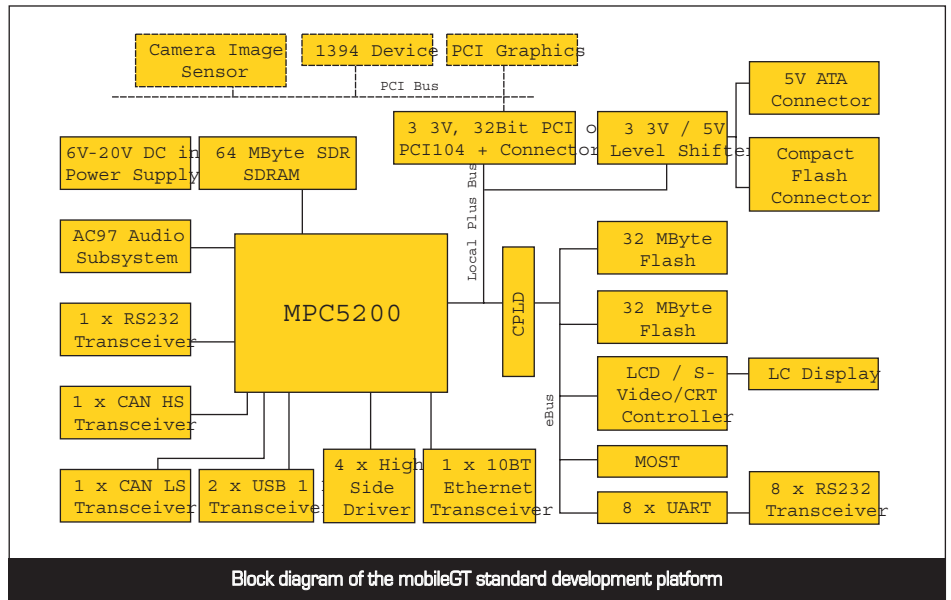 Camera Image
Sensor
1394 Device
PCI Graphics
PCI Bus
5V ATA
Connector
3 3V, 32Bit PCI o
PCI104 + Connector
3 3V / 5V
Level Shifter
Compact
Flash
Connector
6V-20V DC in
Power Supply
64 MByte SDR
SDRAM
Local Plus Bus
AC97 Audio
Subsystem
MPC5200
CPLD
32 MByte
Flash
1 x RS232
Transceiver
32 MByte
Flash
LCD / S-
Video/CRT
Controller
LC Display
1 x CAN HS
Transceiver
eBus
1 x CAN LS
Transceiver
2 x USB 1 1
Transceiver
4 x High
Side
Driver
1 x 10BT
Ethernet
Transceiver
MOST
8 x UART
8 x RS232
Transceiver
Block diagram of the mobileGT standard development platform